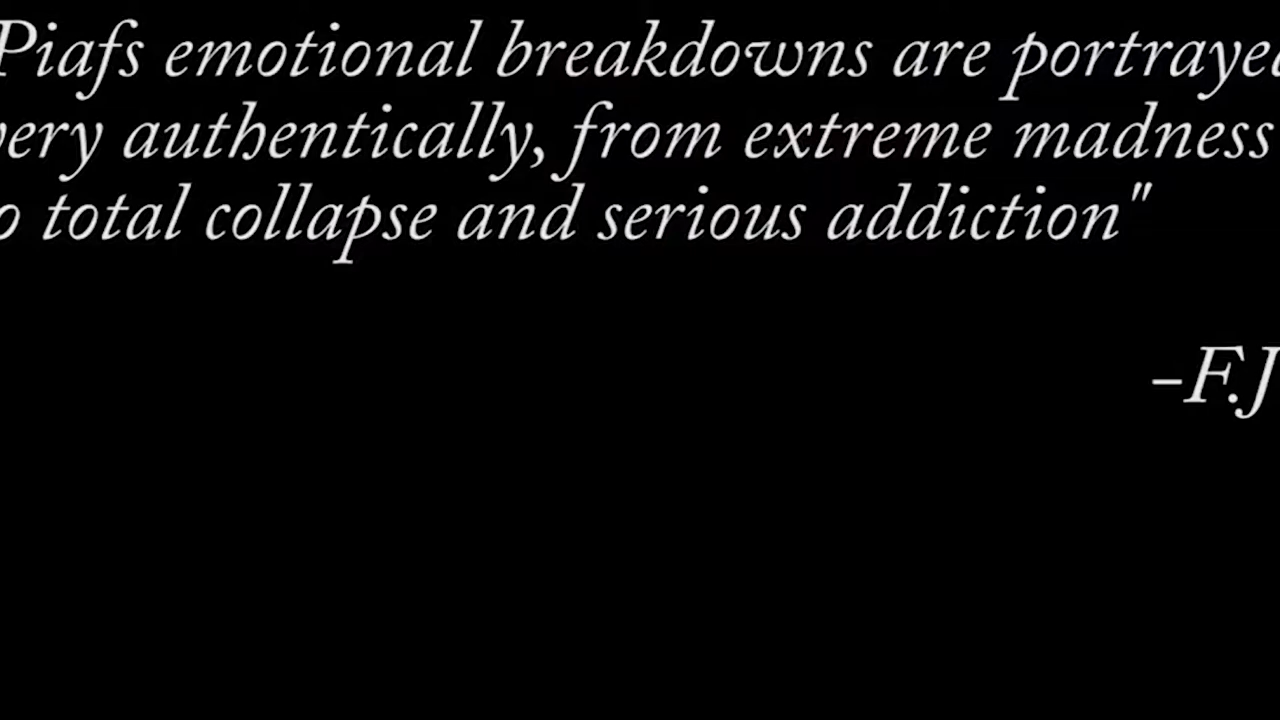 Piafs emotional breakdowns are portrayed
very authentically, from extreme madness
to total collapse and serious addiction"
-F.J